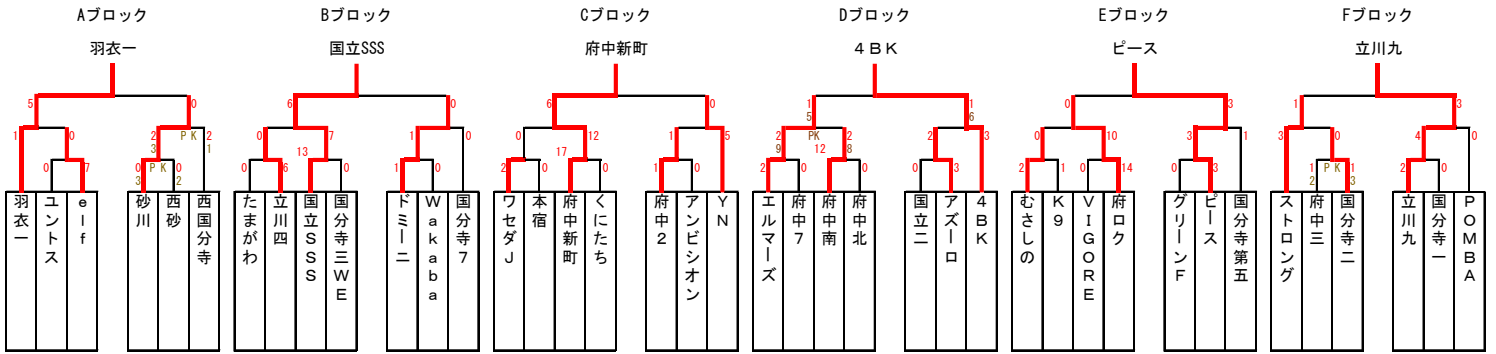 Aブロック
Bブロック
Cブロック
Dブロック
Eブロック
Fブロック
羽衣一
国立SSS
府中新町
4BK
ピース
立川九
5 0 6 0 6 0 1 1 0 3 1 3
5 6
1 0 2 PK 2 0 7 1 0 0 12 1 5 2 PK 2 2 3 0 10 3 1 1 0 4 0
3 1 9 8
13 17 12
0 7 0 PK 0 0 6 0 2 0 1 0 2 0 3 2 1 0 14 0 3 1 PK 1 2 0
3 2 2 3
羽衣一
ユントス
elf
砂川
西砂
西国分寺
たまがわ
立川四
国立SSS
国分寺三WE
ドミーニ
Wakaba
国分寺7
ワセダJ
本宿
府中新町
くにたち
府中2
アンビシオン
YN
エルマーズ
府中7
府中南
府中北
国立二
アズーロ
4BK
むさしの
K9
VIGORE
府ロク
グリーンF
ピース
国分寺第五
ストロング
府中三
国分寺二
立川九
国分寺一
POMBA